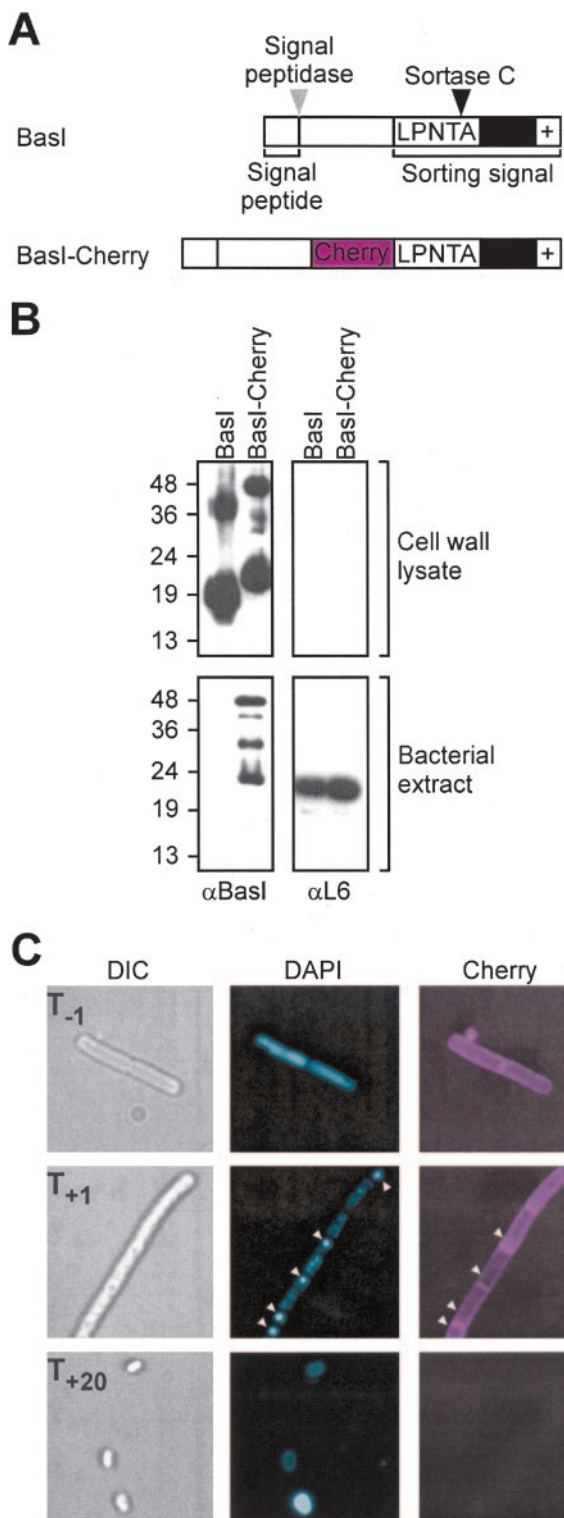 A
Signal
peptidase
Sortase C
BasI
LPNTA
+
Signal
peptide
Sorting signal
BasI-Cherry
Cherry
LPNTA
+
B
BasI
BasI-Cherry
BasI
BasI-Cherry
48
36
24
19
13
Cell wall
lysate
48
36
24
19
13
Bacterial
extract
αBasI
αL6
C
DIC
DAPI
Cherry
T-1
T+1
T+20